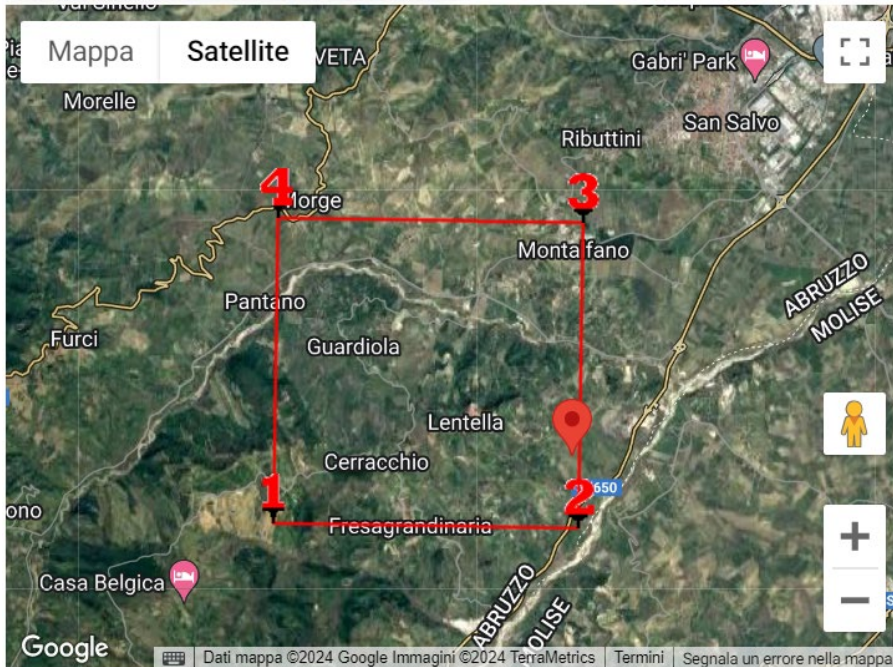 Mappa
Satellite
VETA
Morelle
Gabri' Park
San Salvo
Ributtini
4
Morge
3
Montalfano
ABRUZZO
MOLISE
Pantano
Furci
Guardiola
Lentella
Cerracchio
1
650
2
ono
Fresagrandinaria
Casa Belgica
ABRUZZO
MOLISE
+
−
Google
Dati mappa ©2024 Google Immagini ©2024 TerraMetrics
Termini
Segnala un errore nella mappa